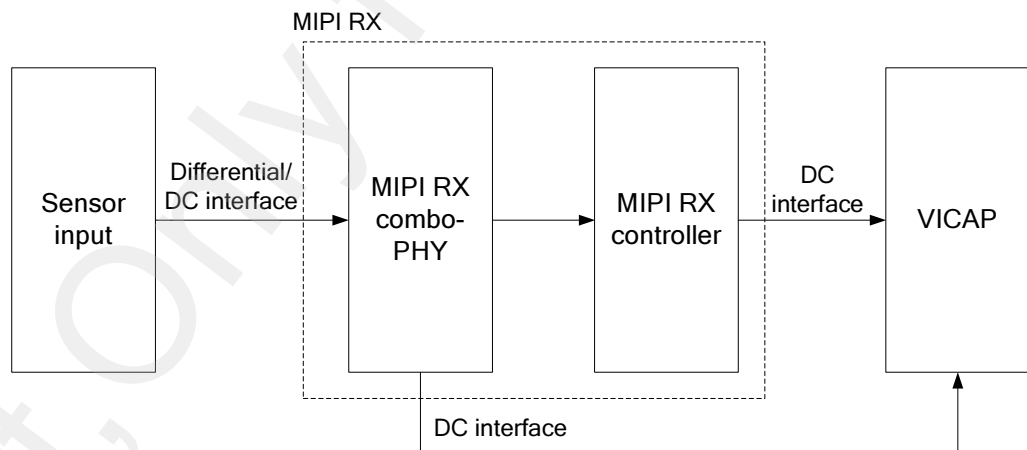 MIPI RX
Sensor
input
Differential/
DC interface
MIPI RX
combo-
PHY
MIPI RX
controller
DC
interface
VICAP
DC interface
Only